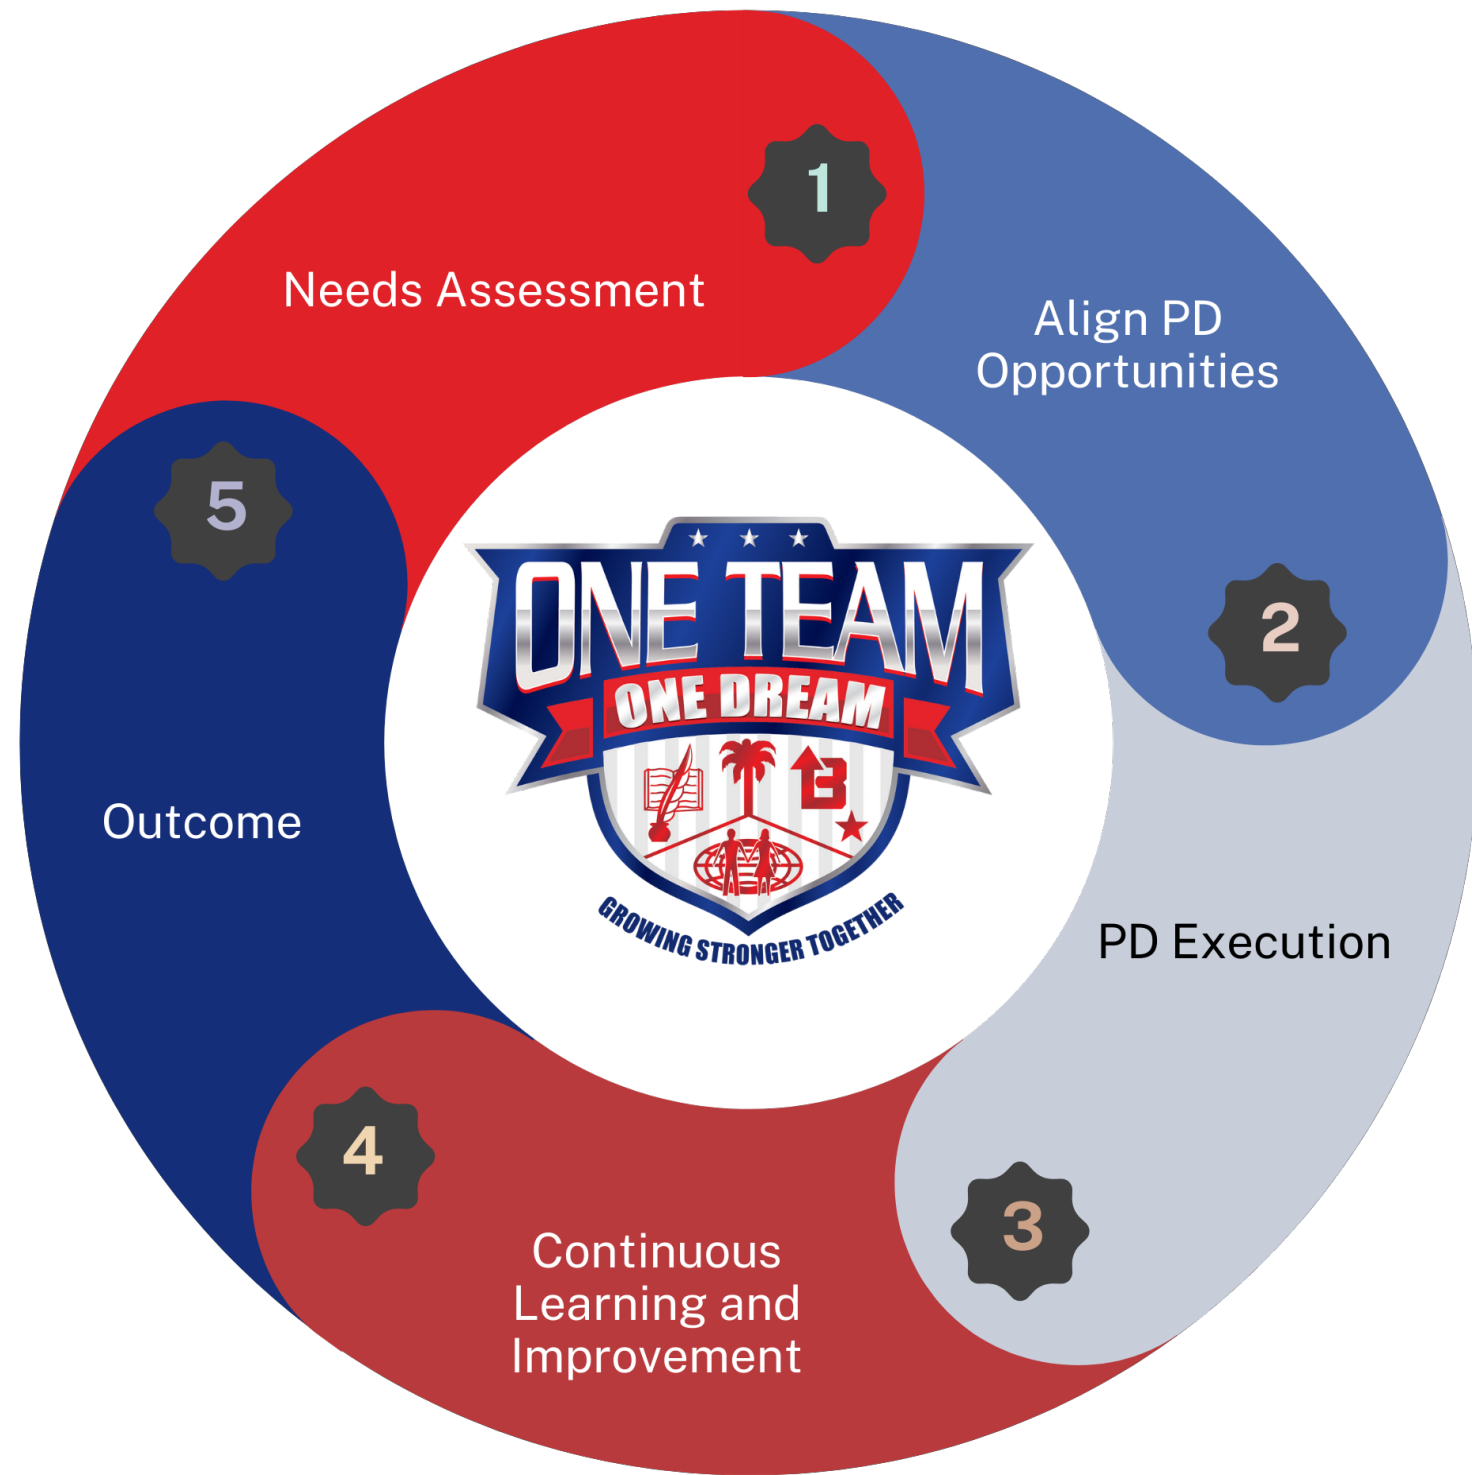 1
Needs Assessment
Align PD
Opportunities
2
PD Execution
3
Continuous
Learning and
Improvement
4
Outcome
5
ONE TEAM
ONE DREAM
B
GROWING STRONGER TOGETHER